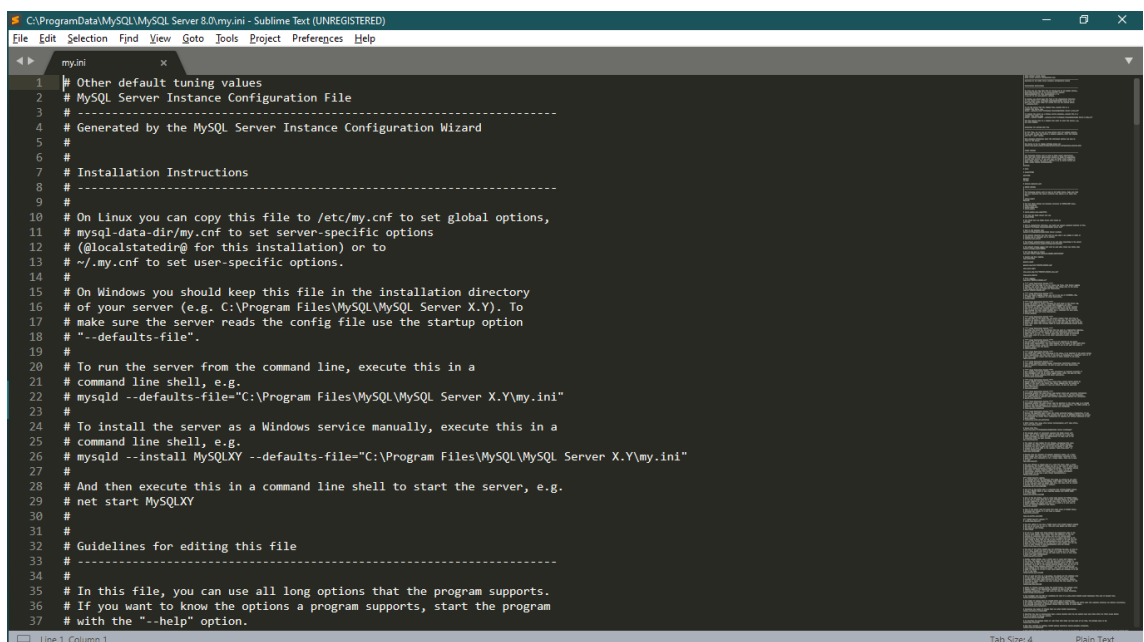 C:\ProgramData\MySQL\MySQL Server 8.0\my.ini - Sublime Text (UNREGISTERED)
File Edit Selection Find View Goto Tools Project Preferences Help
my.ini
1 # Other default tuning values
2 # MySQL Server Instance Configuration File
3 # ----------------------------------------------------------------------
4 # Generated by the MySQL Server Instance Configuration Wizard
5 #
6 #
7 # Installation Instructions
8 # ----------------------------------------------------------------------
9 #
10 # On Linux you can copy this file to /etc/my.cnf to set global options,
11 # mysql-data-dir/my.cnf to set server-specific options
12 # (@localstatedir@ for this installation) or to
13 # ~/.my.cnf to set user-specific options.
14 #
15 # On Windows you should keep this file in the installation directory
16 # of your server (e.g. C:\Program Files\MySQL\MySQL Server X.Y). To
17 # make sure the server reads the config file use the startup option
18 # "--defaults-file".
19 #
20 # To run the server from the command line, execute this in a
21 # command line shell, e.g.
22 # mysqld --defaults-file="C:\Program Files\MySQL\MySQL Server X.Y\my.ini"
23 #
24 # To install the server as a Windows service manually, execute this in a
25 # command line shell, e.g.
26 # mysqld --install MySQLXY --defaults-file="C:\Program Files\MySQL\MySQL Server X.Y\my.ini"
27 #
28 # And then execute this in a command line shell to start the server, e.g.
29 # net start MySQLXY
30 #
31 #
32 # Guidelines for editing this file
33 # ----------------------------------------------------------------------
34 #
35 # In this file, you can use all long options that the program supports.
36 # If you want to know the options a program supports, start the program
37 # with the "--help" option.
Line 1, Column 1 Tab Size: 4 Plain Text